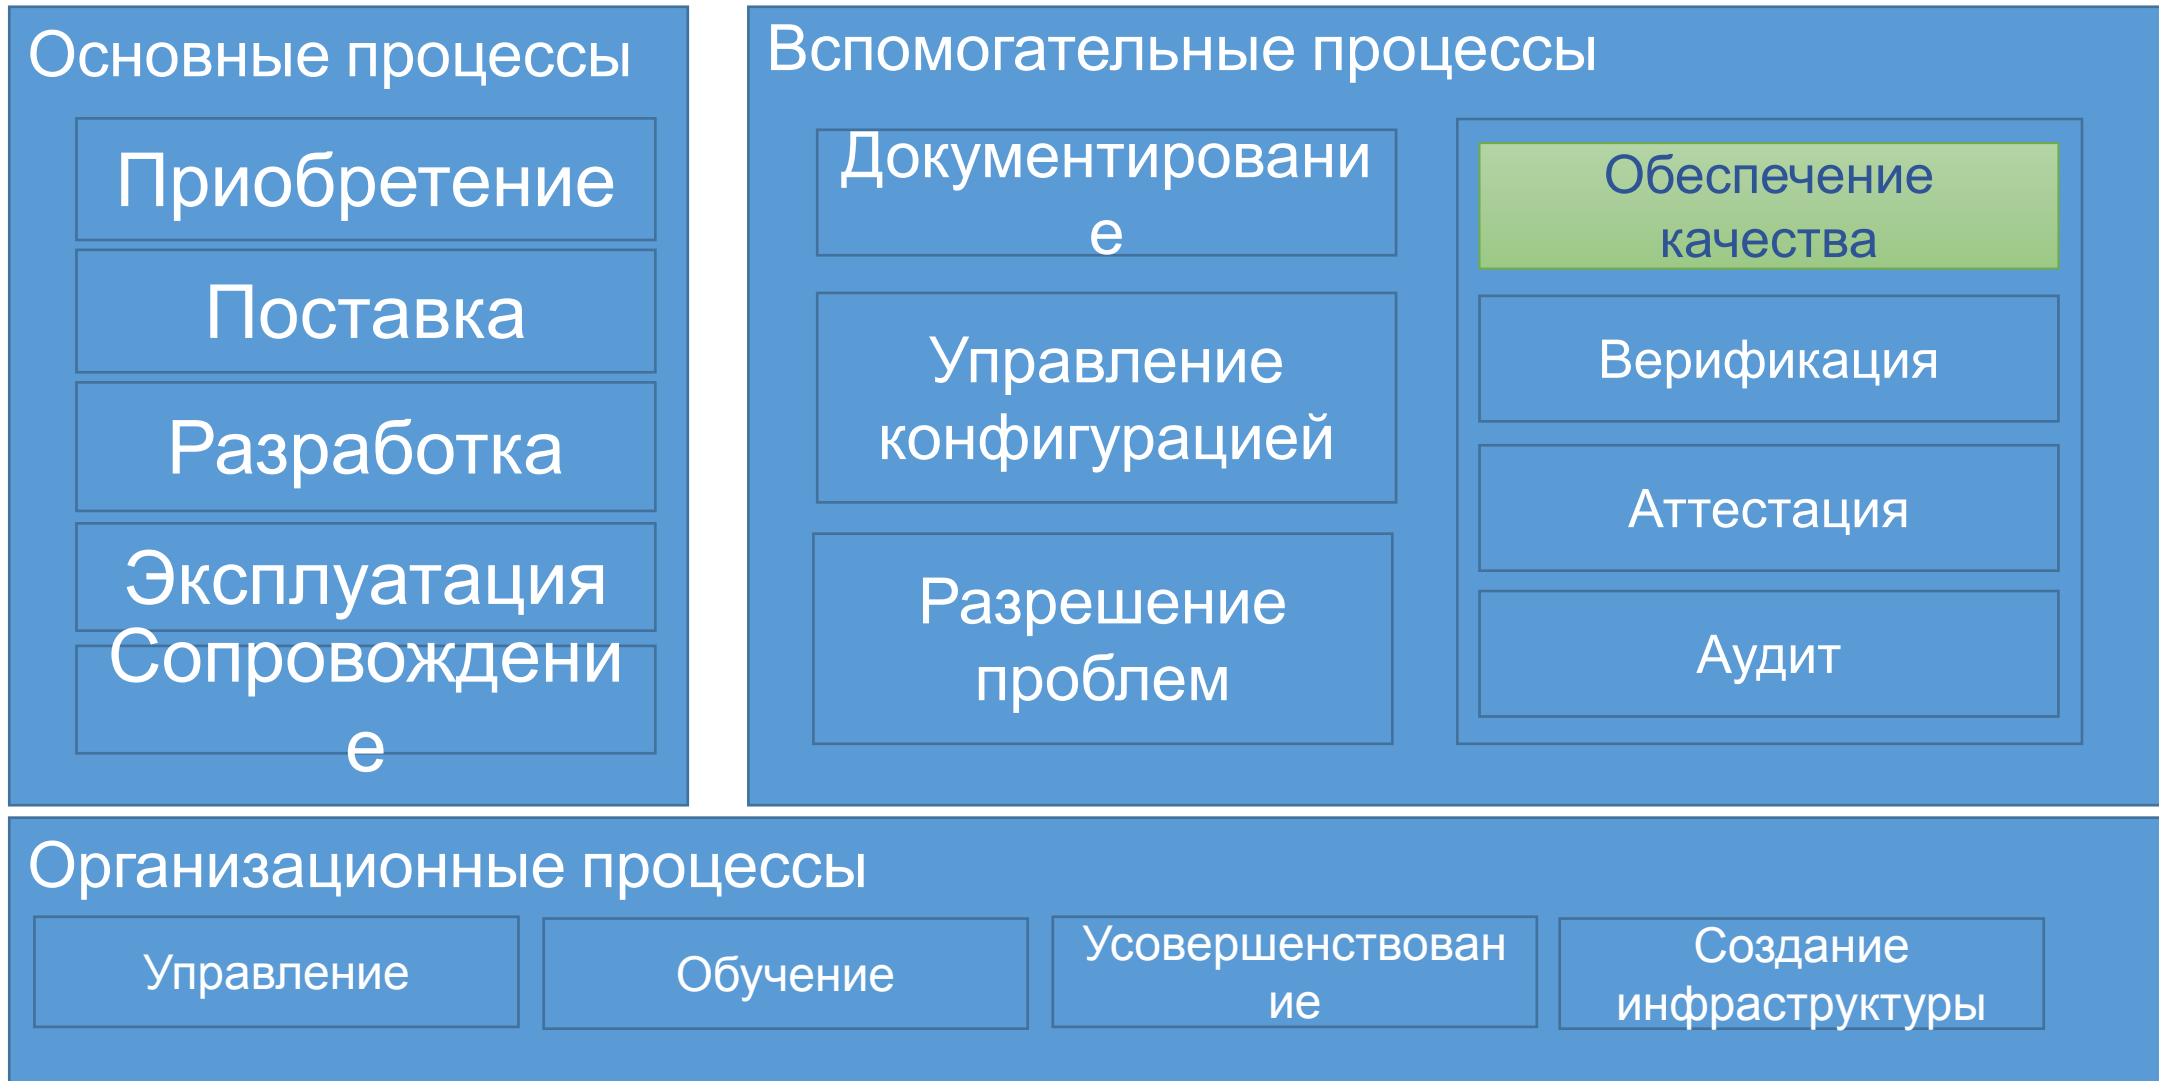 Основные процессы
Приобретение
Поставка
Разработка
Эксплуатация
Сопровождени
е
Вспомогательные процессы
Документировани
е
Управление
конфигурацией
Разрешение
проблем
Обеспечение
качества
Верификация
Аттестация
Аудит
Организационные процессы
Управление
Обучение
Усовершенствован
ие
Создание
инфраструктуры